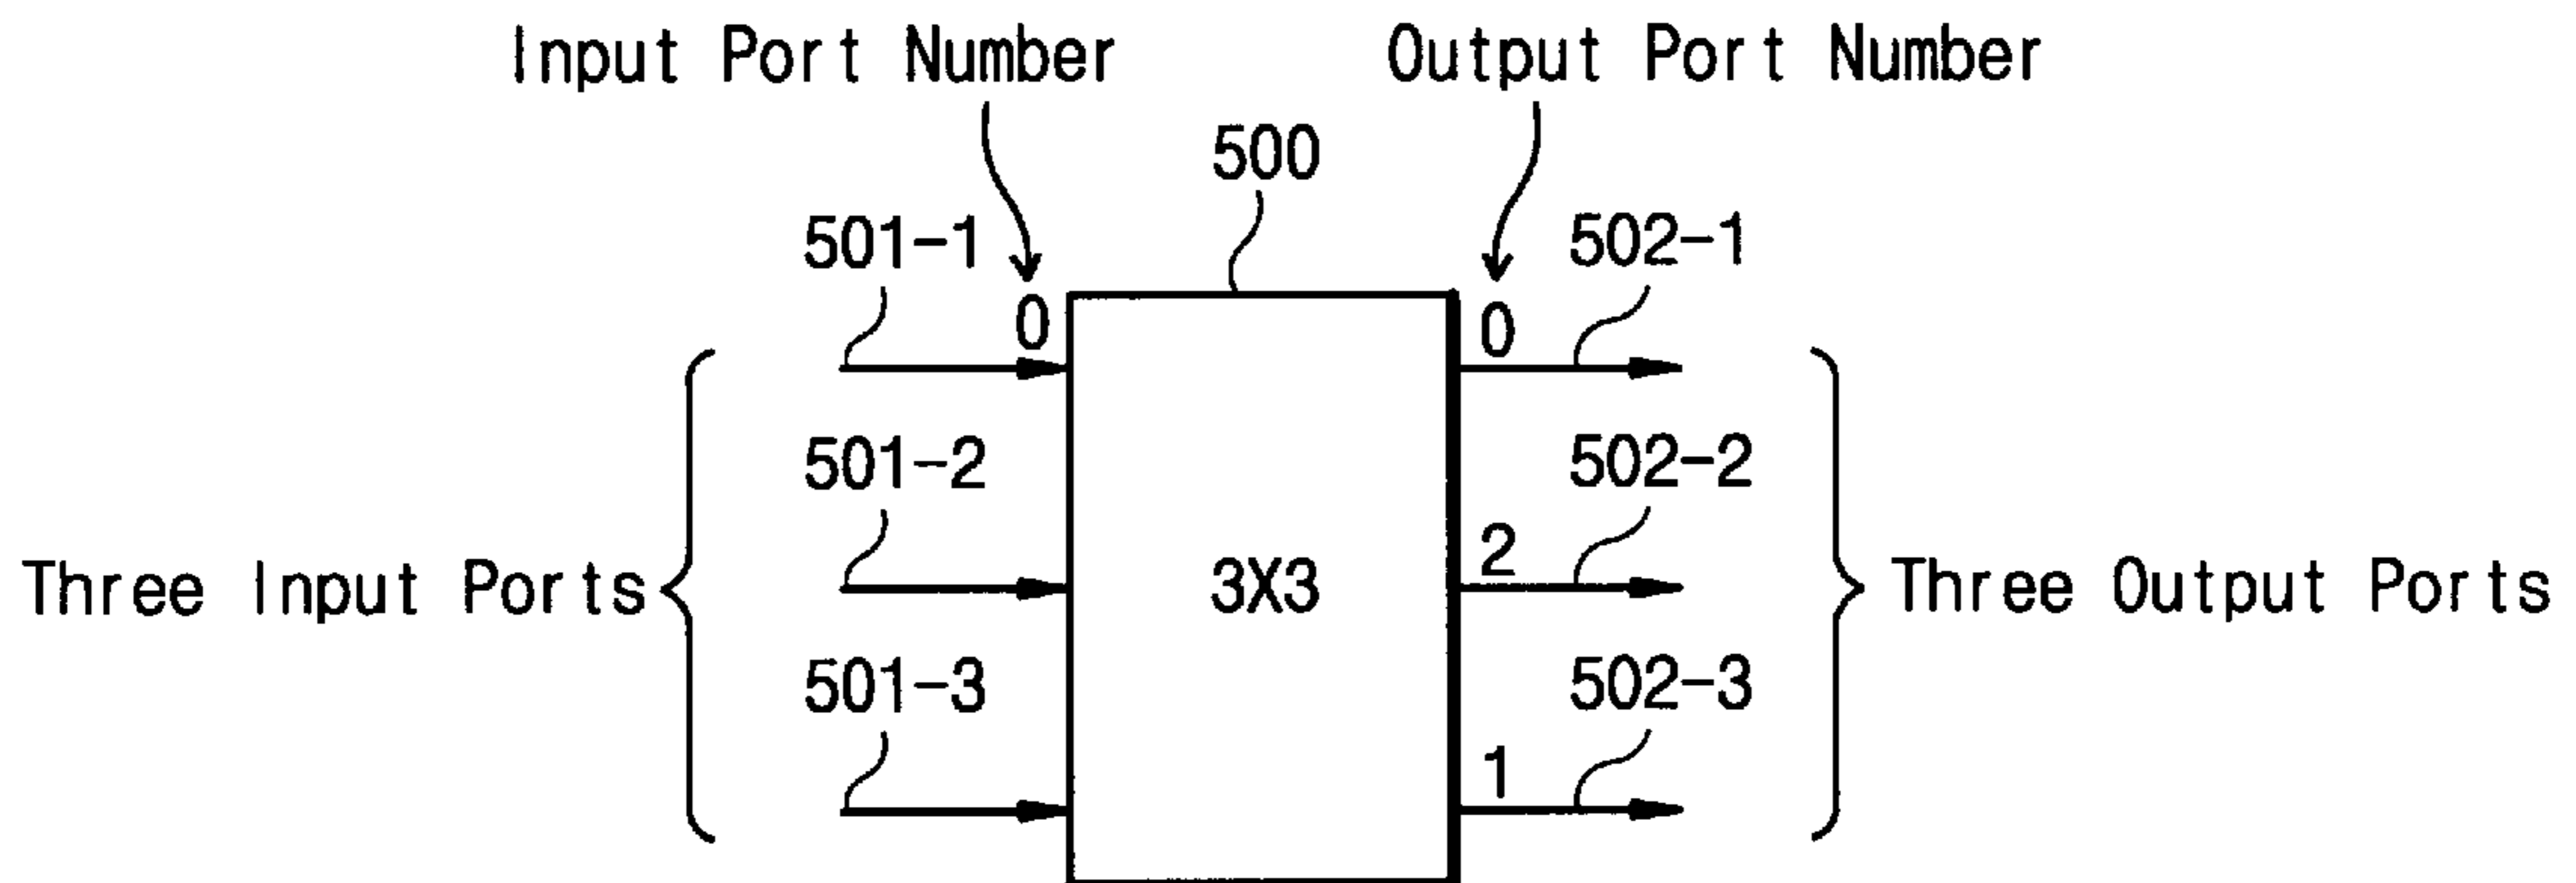 Input Port Number
Output Port Number
500
501-1
0
0
502-1
501-2
502-2
Three Input Ports
3X3
2
Three Output Ports
501-3
502-3
1